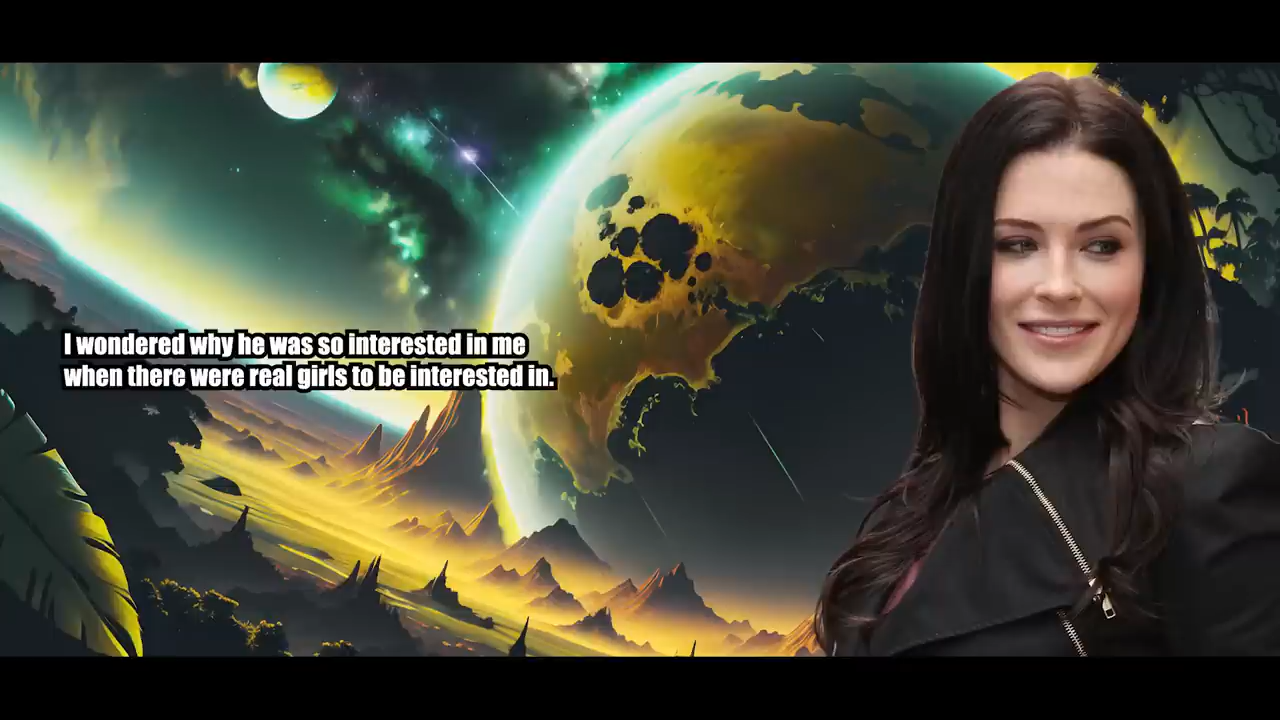 I wondered why he was so interested in me
when there were real girls to be interested in.